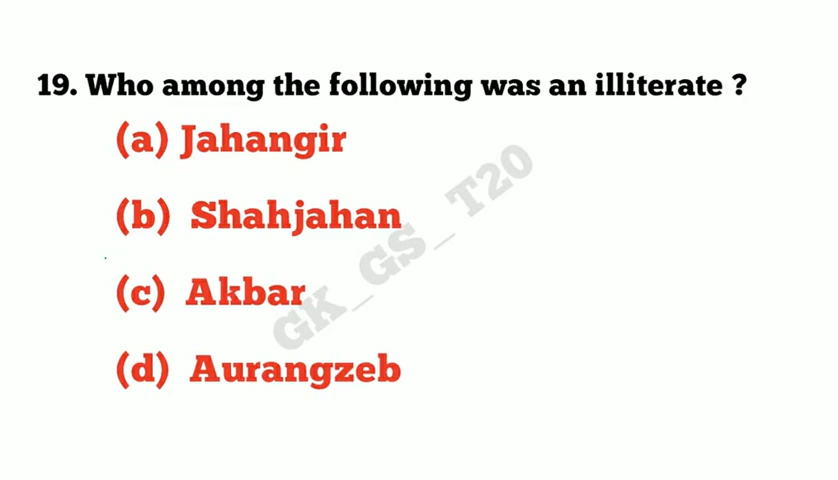 19. Who among the following was an illiterate ?
(a) Jahangir
(b) Shahjahan
(c) Akbar
(d) Aurangzeb
GK_GS_T20